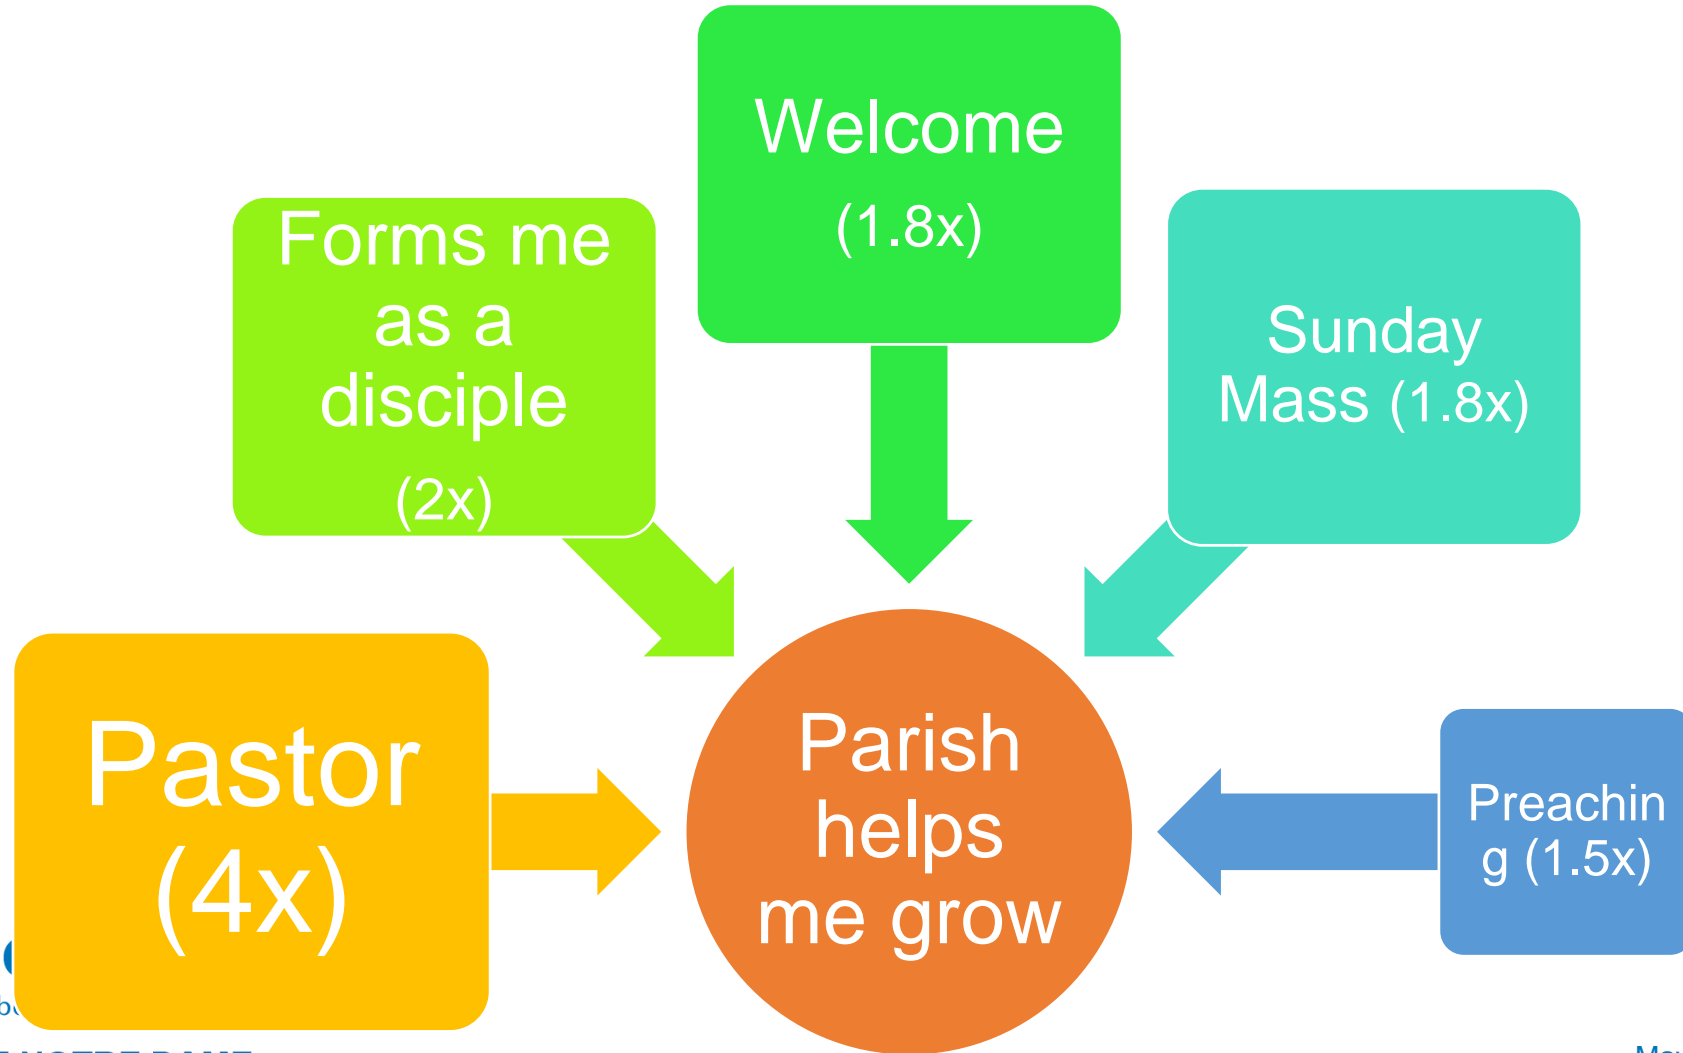 Welcome
(1.8x)
Forms me
as a
disciple
(2x)
Sunday
Mass (1.8x)
Pastor
(4x)
Parish
helps
me grow
Preachin
g (1.5x)